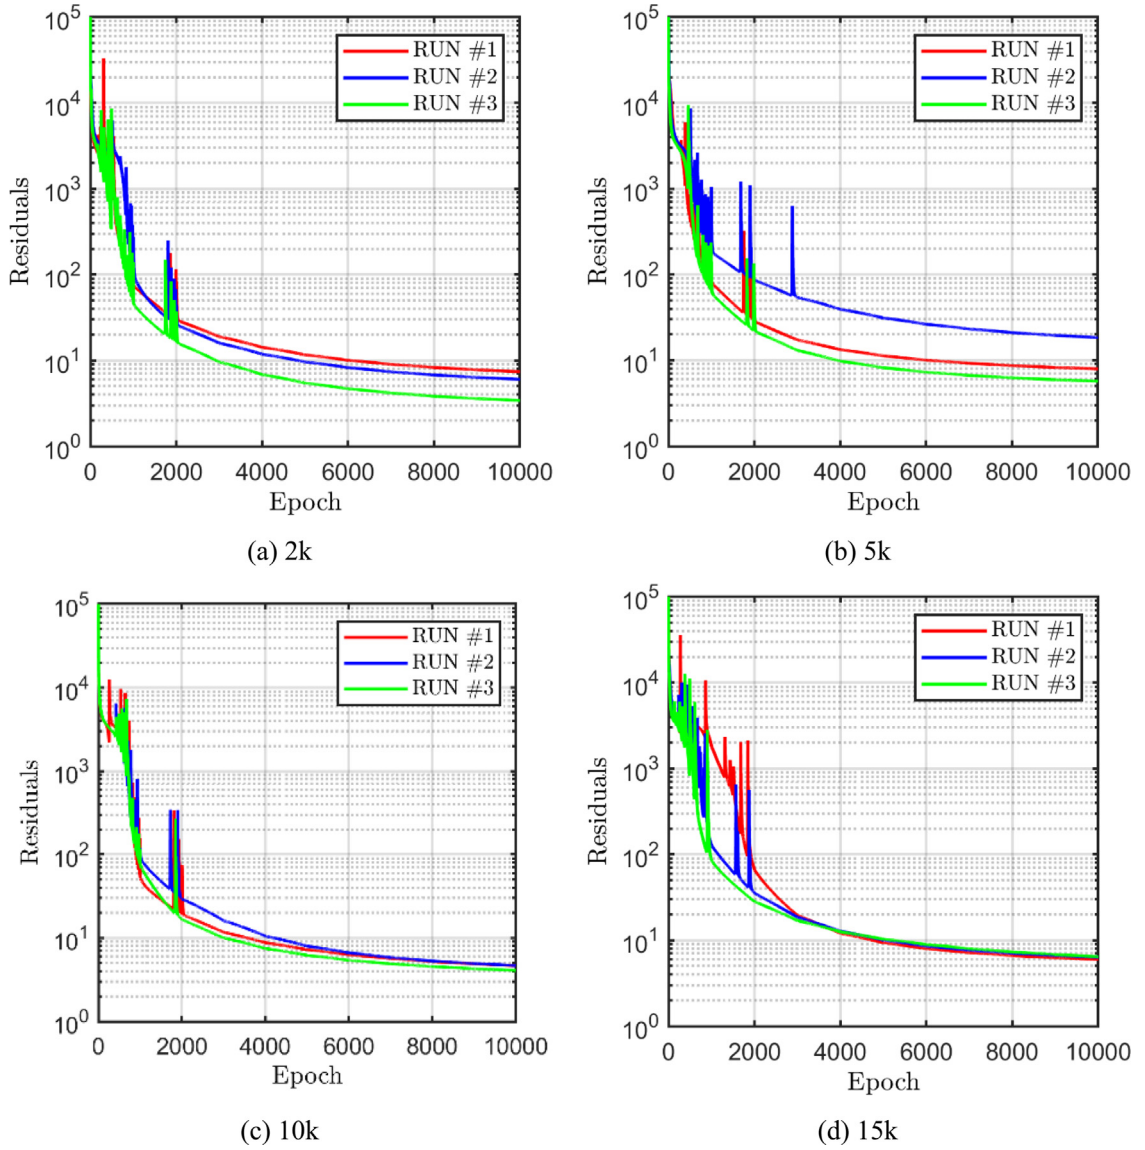 10^5
10^4
10^3
10^2
10^1
10^0
Residuals
RUN #1
RUN #2
RUN #3
0 2000 4000 6000 8000 10000
Epoch
(a) 2k
10^5
10^4
10^3
10^2
10^1
10^0
Residuals
RUN #1
RUN #2
RUN #3
0 2000 4000 6000 8000 10000
Epoch
(b) 5k
10^5
10^4
10^3
10^2
10^1
10^0
Residuals
RUN #1
RUN #2
RUN #3
0 2000 4000 6000 8000 10000
Epoch
(c) 10k
10^5
10^4
10^3
10^2
10^1
10^0
Residuals
RUN #1
RUN #2
RUN #3
0 2000 4000 6000 8000 10000
Epoch
(d) 15k